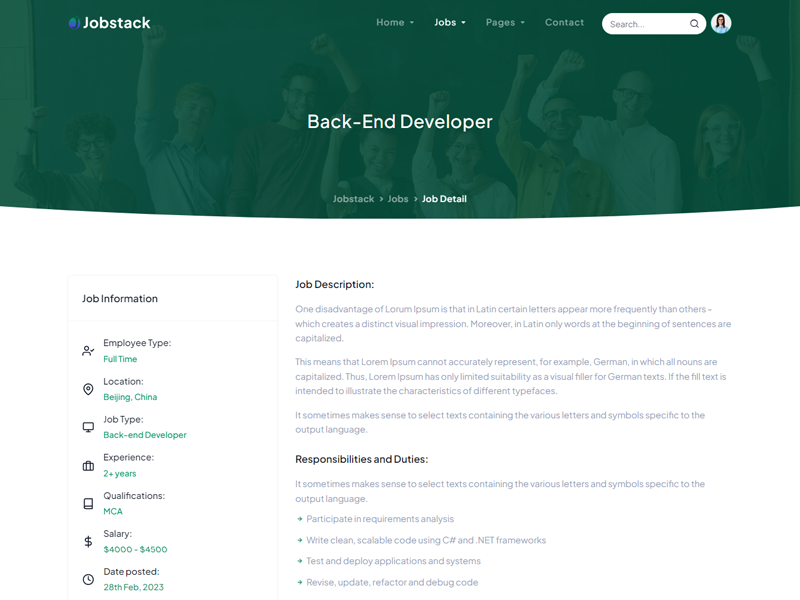 Jobstack
Home
Jobs
Pages
Contact
Search...
Back-End Developer
Jobstack > Jobs > Job Detail
Job Information
Employee Type:
Full Time
Location:
Beijing, China
Job Type:
Back-end Developer
Experience:
2+ years
Qualifications:
MCA
Salary:
$4000 - $4500
Date posted:
28th Feb, 2023
Job Description:
One disadvantage of Lorum Ipsum is that in Latin certain letters appear more frequently than others -
which creates a distinct visual impression. Moreover, in Latin only words at the beginning of sentences are
capitalized.
This means that Lorem Ipsum cannot accurately represent, for example, German, in which all nouns are
capitalized. Thus, Lorem Ipsum has only limited suitability as a visual filler for German texts. If the fill text is
intended to illustrate the characteristics of different typefaces.
It sometimes makes sense to select texts containing the various letters and symbols specific to the
output language.
Responsibilities and Duties:
It sometimes makes sense to select texts containing the various letters and symbols specific to the
output language.
Participate in requirements analysis
Write clean, scalable code using C# and .NET frameworks
Test and deploy applications and systems
Revise, update, refactor and debug code